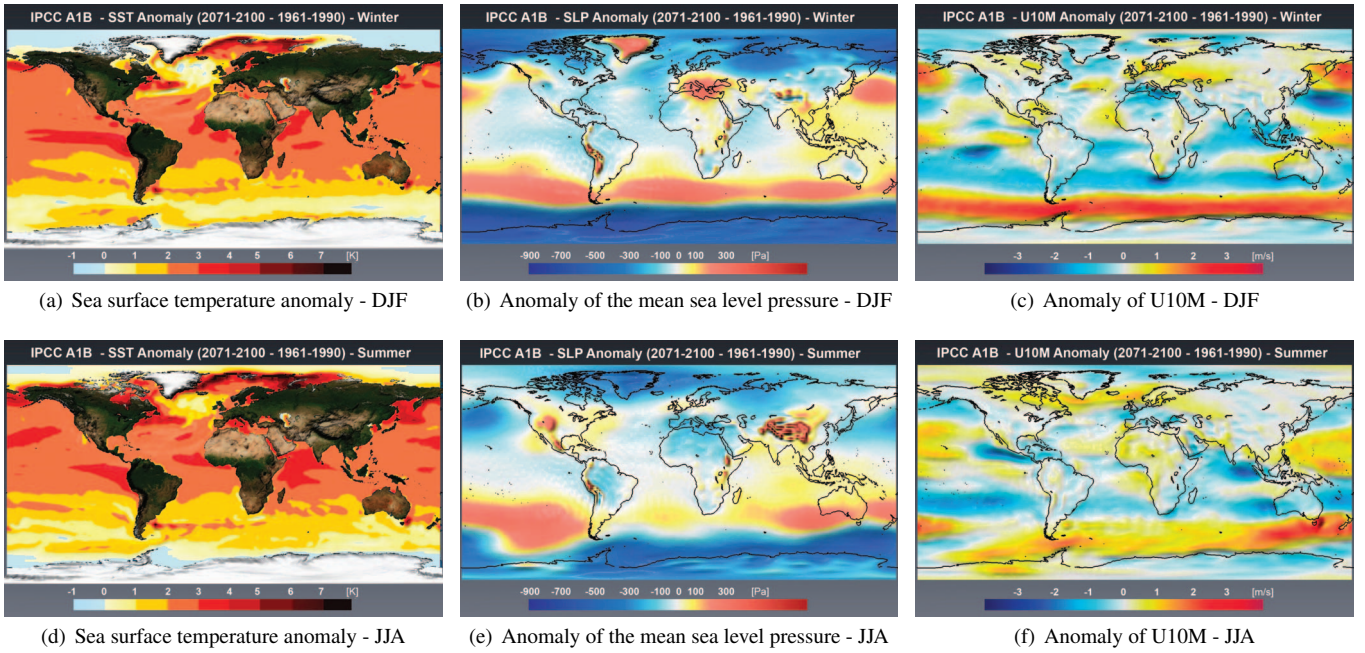 IPCC A1B - SST Anomaly (2071-2100 - 1961-1990) - Winter
-1 0 1 2 3 4 5 6 7 [K]
(a) Sea surface temperature anomaly - DJF
IPCC A1B - SLP Anomaly (2071-2100 - 1961-1990) - Winter
-900 -700 -500 -300 -100 0 100 300 [Pa]
(b) Anomaly of the mean sea level pressure - DJF
IPCC A1B - U10M Anomaly (2071-2100 - 1961-1990) - Winter
-3 -2 -1 0 1 2 3 [m/s]
(c) Anomaly of U10M - DJF
IPCC A1B - SST Anomaly (2071-2100 - 1961-1990) - Summer
-1 0 1 2 3 4 5 6 7 [K]
(d) Sea surface temperature anomaly - JJA
IPCC A1B - SLP Anomaly (2071-2100 - 1961-1990) - Summer
-900 -700 -500 -300 -100 0 100 300 [Pa]
(e) Anomaly of the mean sea level pressure - JJA
IPCC A1B - U10M Anomaly (2071-2100 - 1961-1990) - Summer
-3 -2 -1 0 1 2 3 [m/s]
(f) Anomaly of U10M - JJA